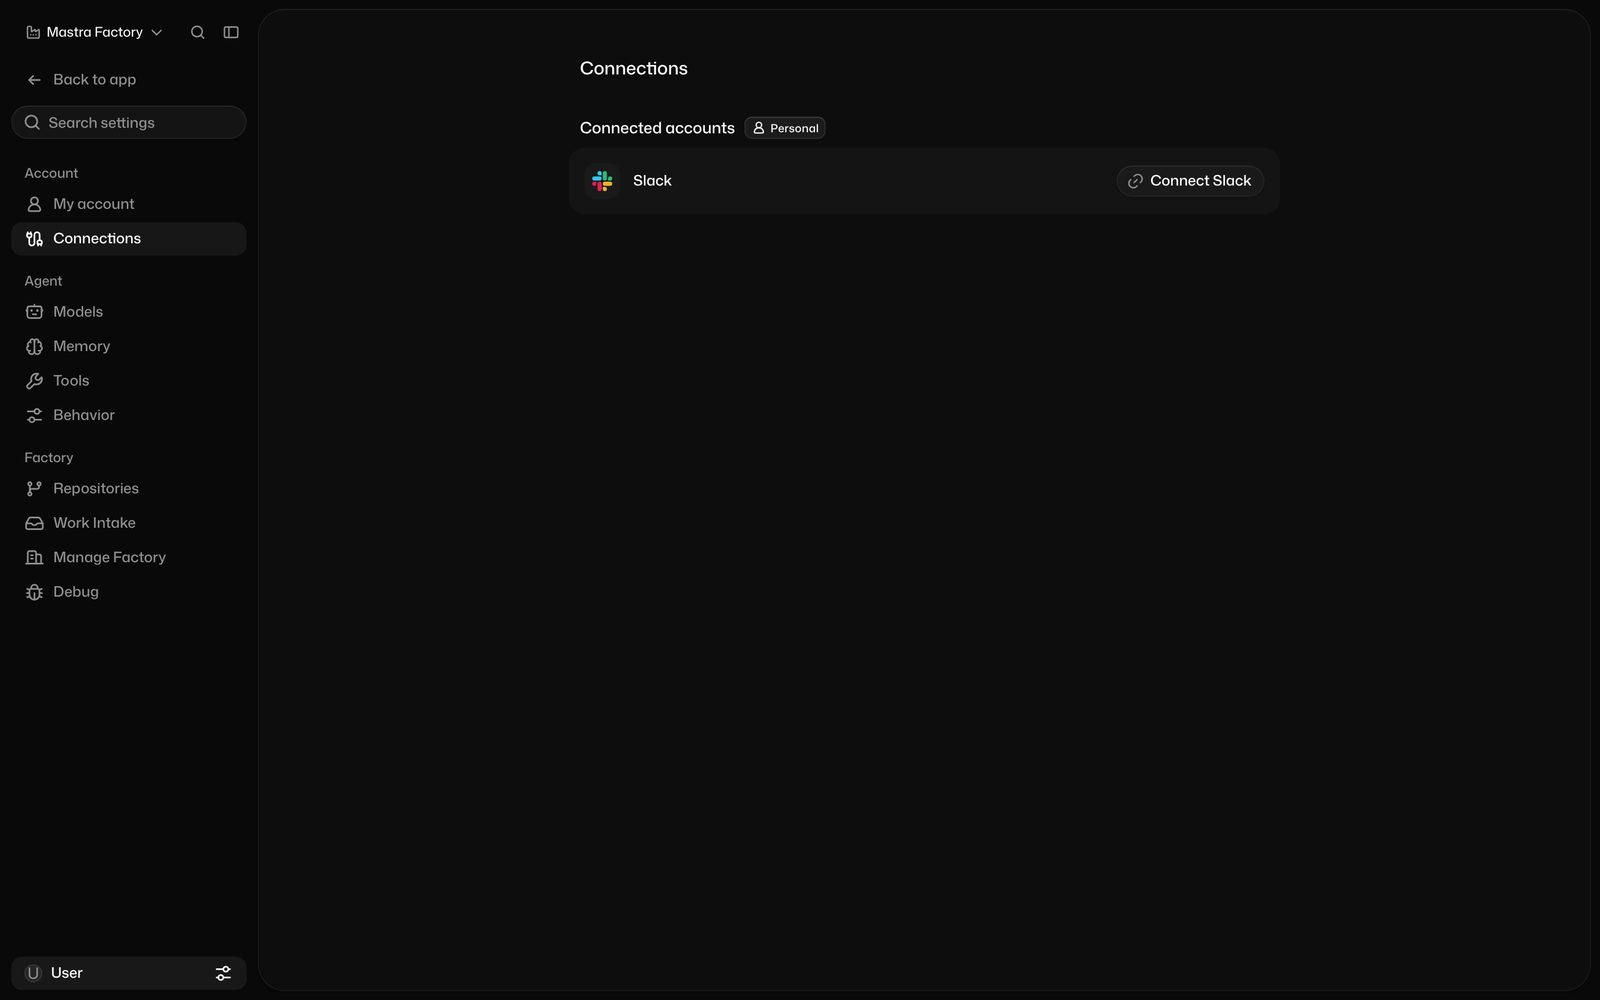 Mastra Factory
Back to app
Search settings
Account
My account
Connections
Agent
Models
Memory
Tools
Behavior
Factory
Repositories
Work Intake
Manage Factory
Debug
U User
Connections
Connected accounts Personal
Slack Connect Slack